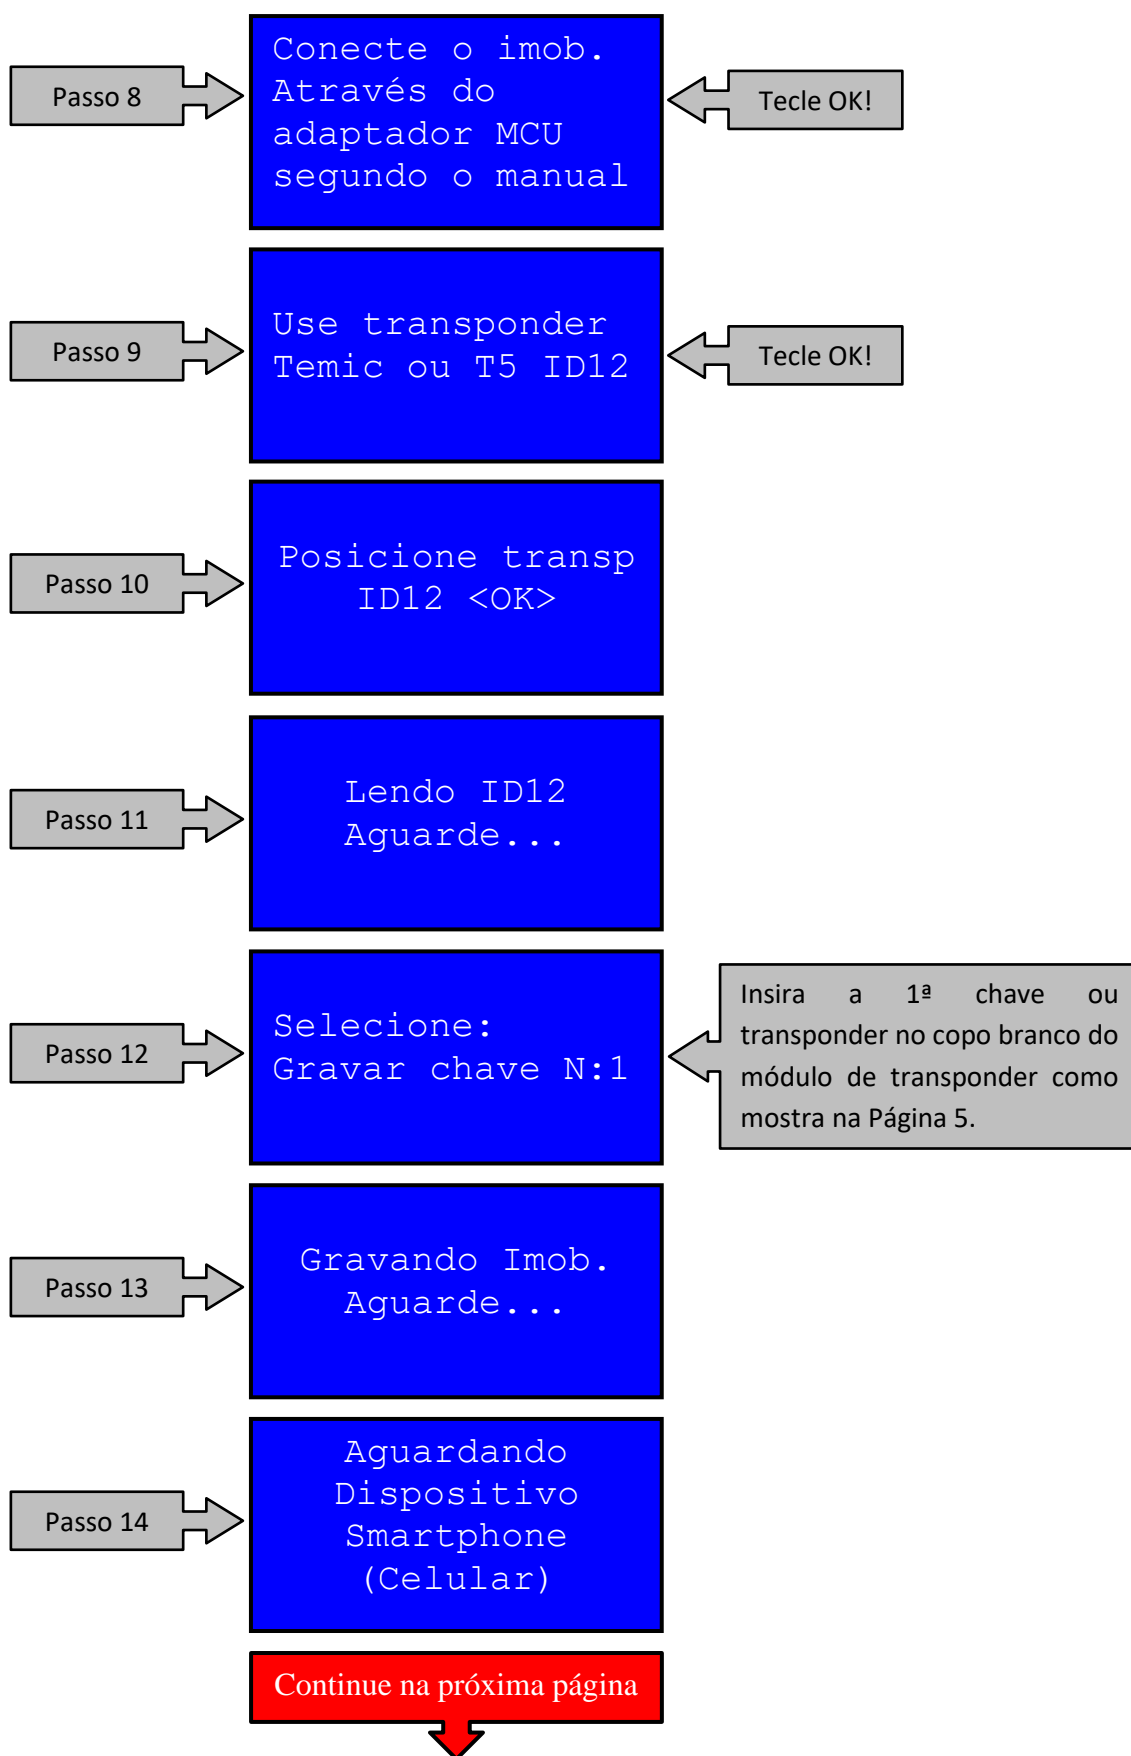 Passo 8
Conecte o imob.
Através do
adaptador MCU
segundo o manual
Tecle OK!
Passo 9
Use transponder
Temic ou T5 ID12
Tecle OK!
Passo 10
Posicione transp
ID12 <OK>
Passo 11
Lendo ID12
Aguarde...
Passo 12
Selecione:
Gravar chave N:1
Insira a 1ª chave ou
transponder no copo branco do
módulo de transponder como
mostra na Página 5.
Passo 13
Gravando Imob.
Aguarde...
Passo 14
Aguardando
Dispositivo
Smartphone
(Celular)
Continue na próxima página